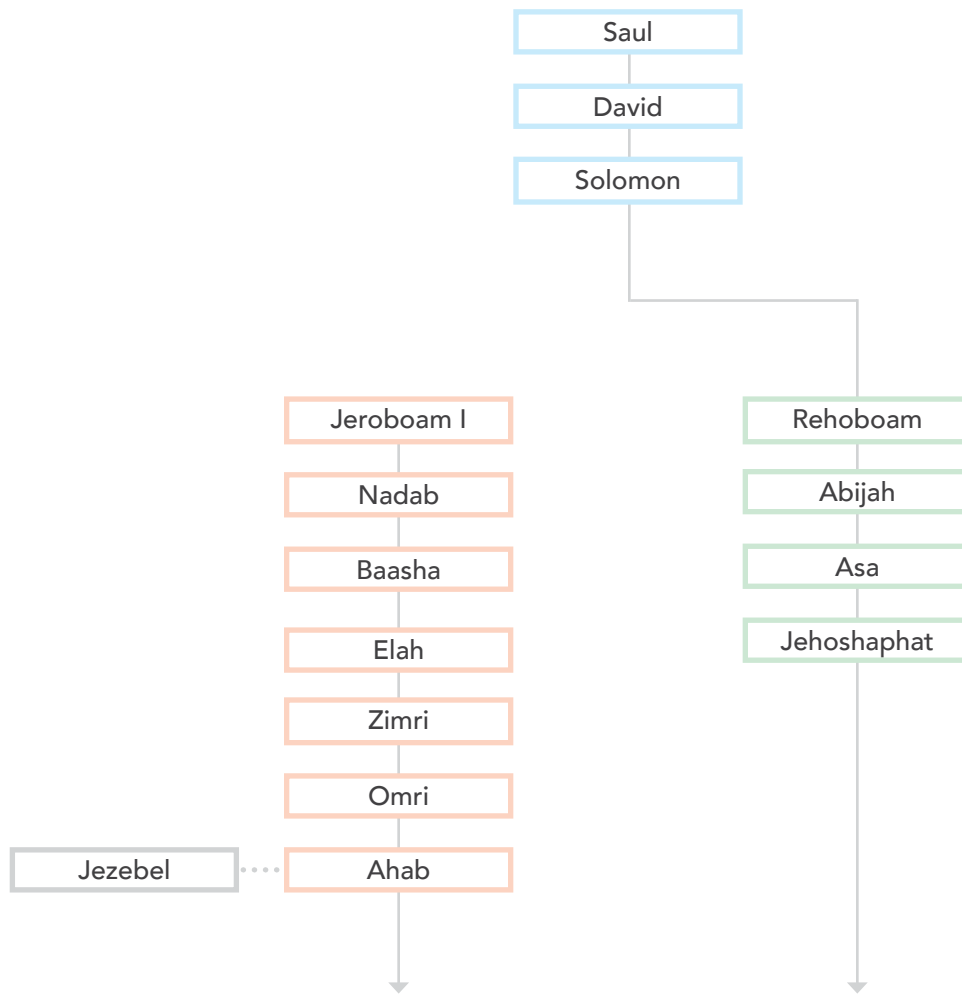 Saul
David
Solomon
Jeroboam I
Nadab
Baasha
Elah
Zimri
Omri
Jezebel
Ahab
Rehoboam
Abijah
Asa
Jehoshaphat